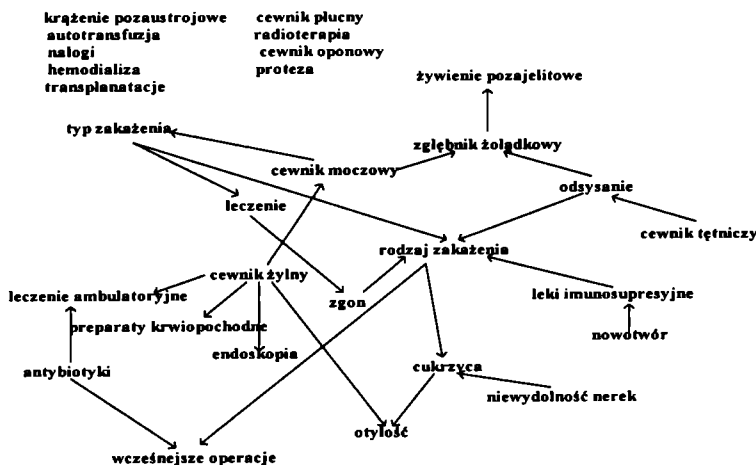 krążenie pozaustrojowe cewnik płucny
autotransfuzja radioterapia
nalogi cewnik oponowy
hemodializa proteza
transplanatacje
żywienie pozajelitowe
typ zakażenia
zgłębnik żołądkowy
cewnik moczowy
odsysanie
leczenie
cewnik tętniczy
rodzaj zakażenia
cewnik żylny
leczenie ambulatoryjne
zgon
leki imunosupresyjne
preparaty krwiopochodne
nowotwór
endoskopia
antybiotyki
cukrzyca
niewydolność nerek
otyłość
wcześnejsze operacje